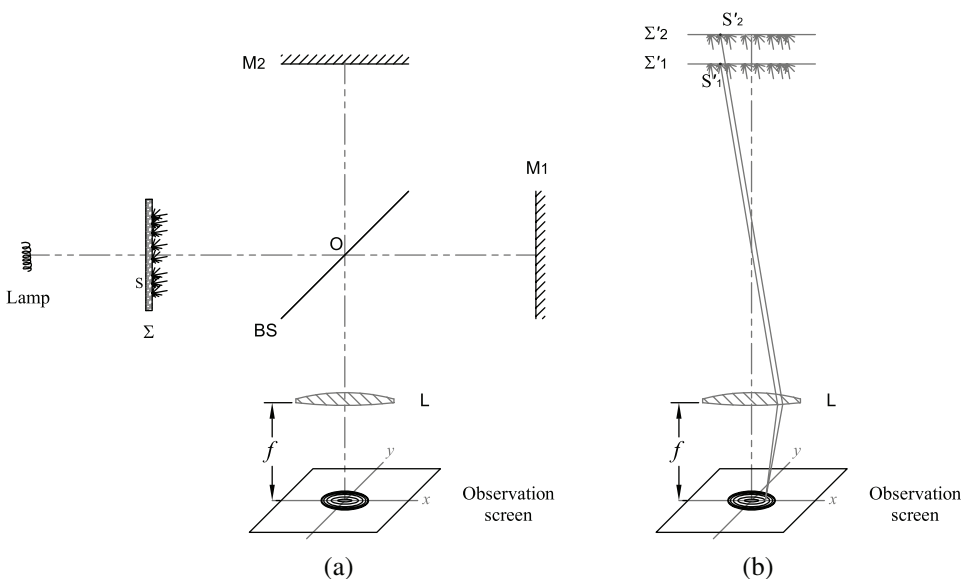 M2
M1
O
S
Lamp
BS
Σ
L
f
y
x
Observation
screen
(a)
S'2
Σ'2
Σ'1
S'1
L
f
y
x
Observation
screen
(b)